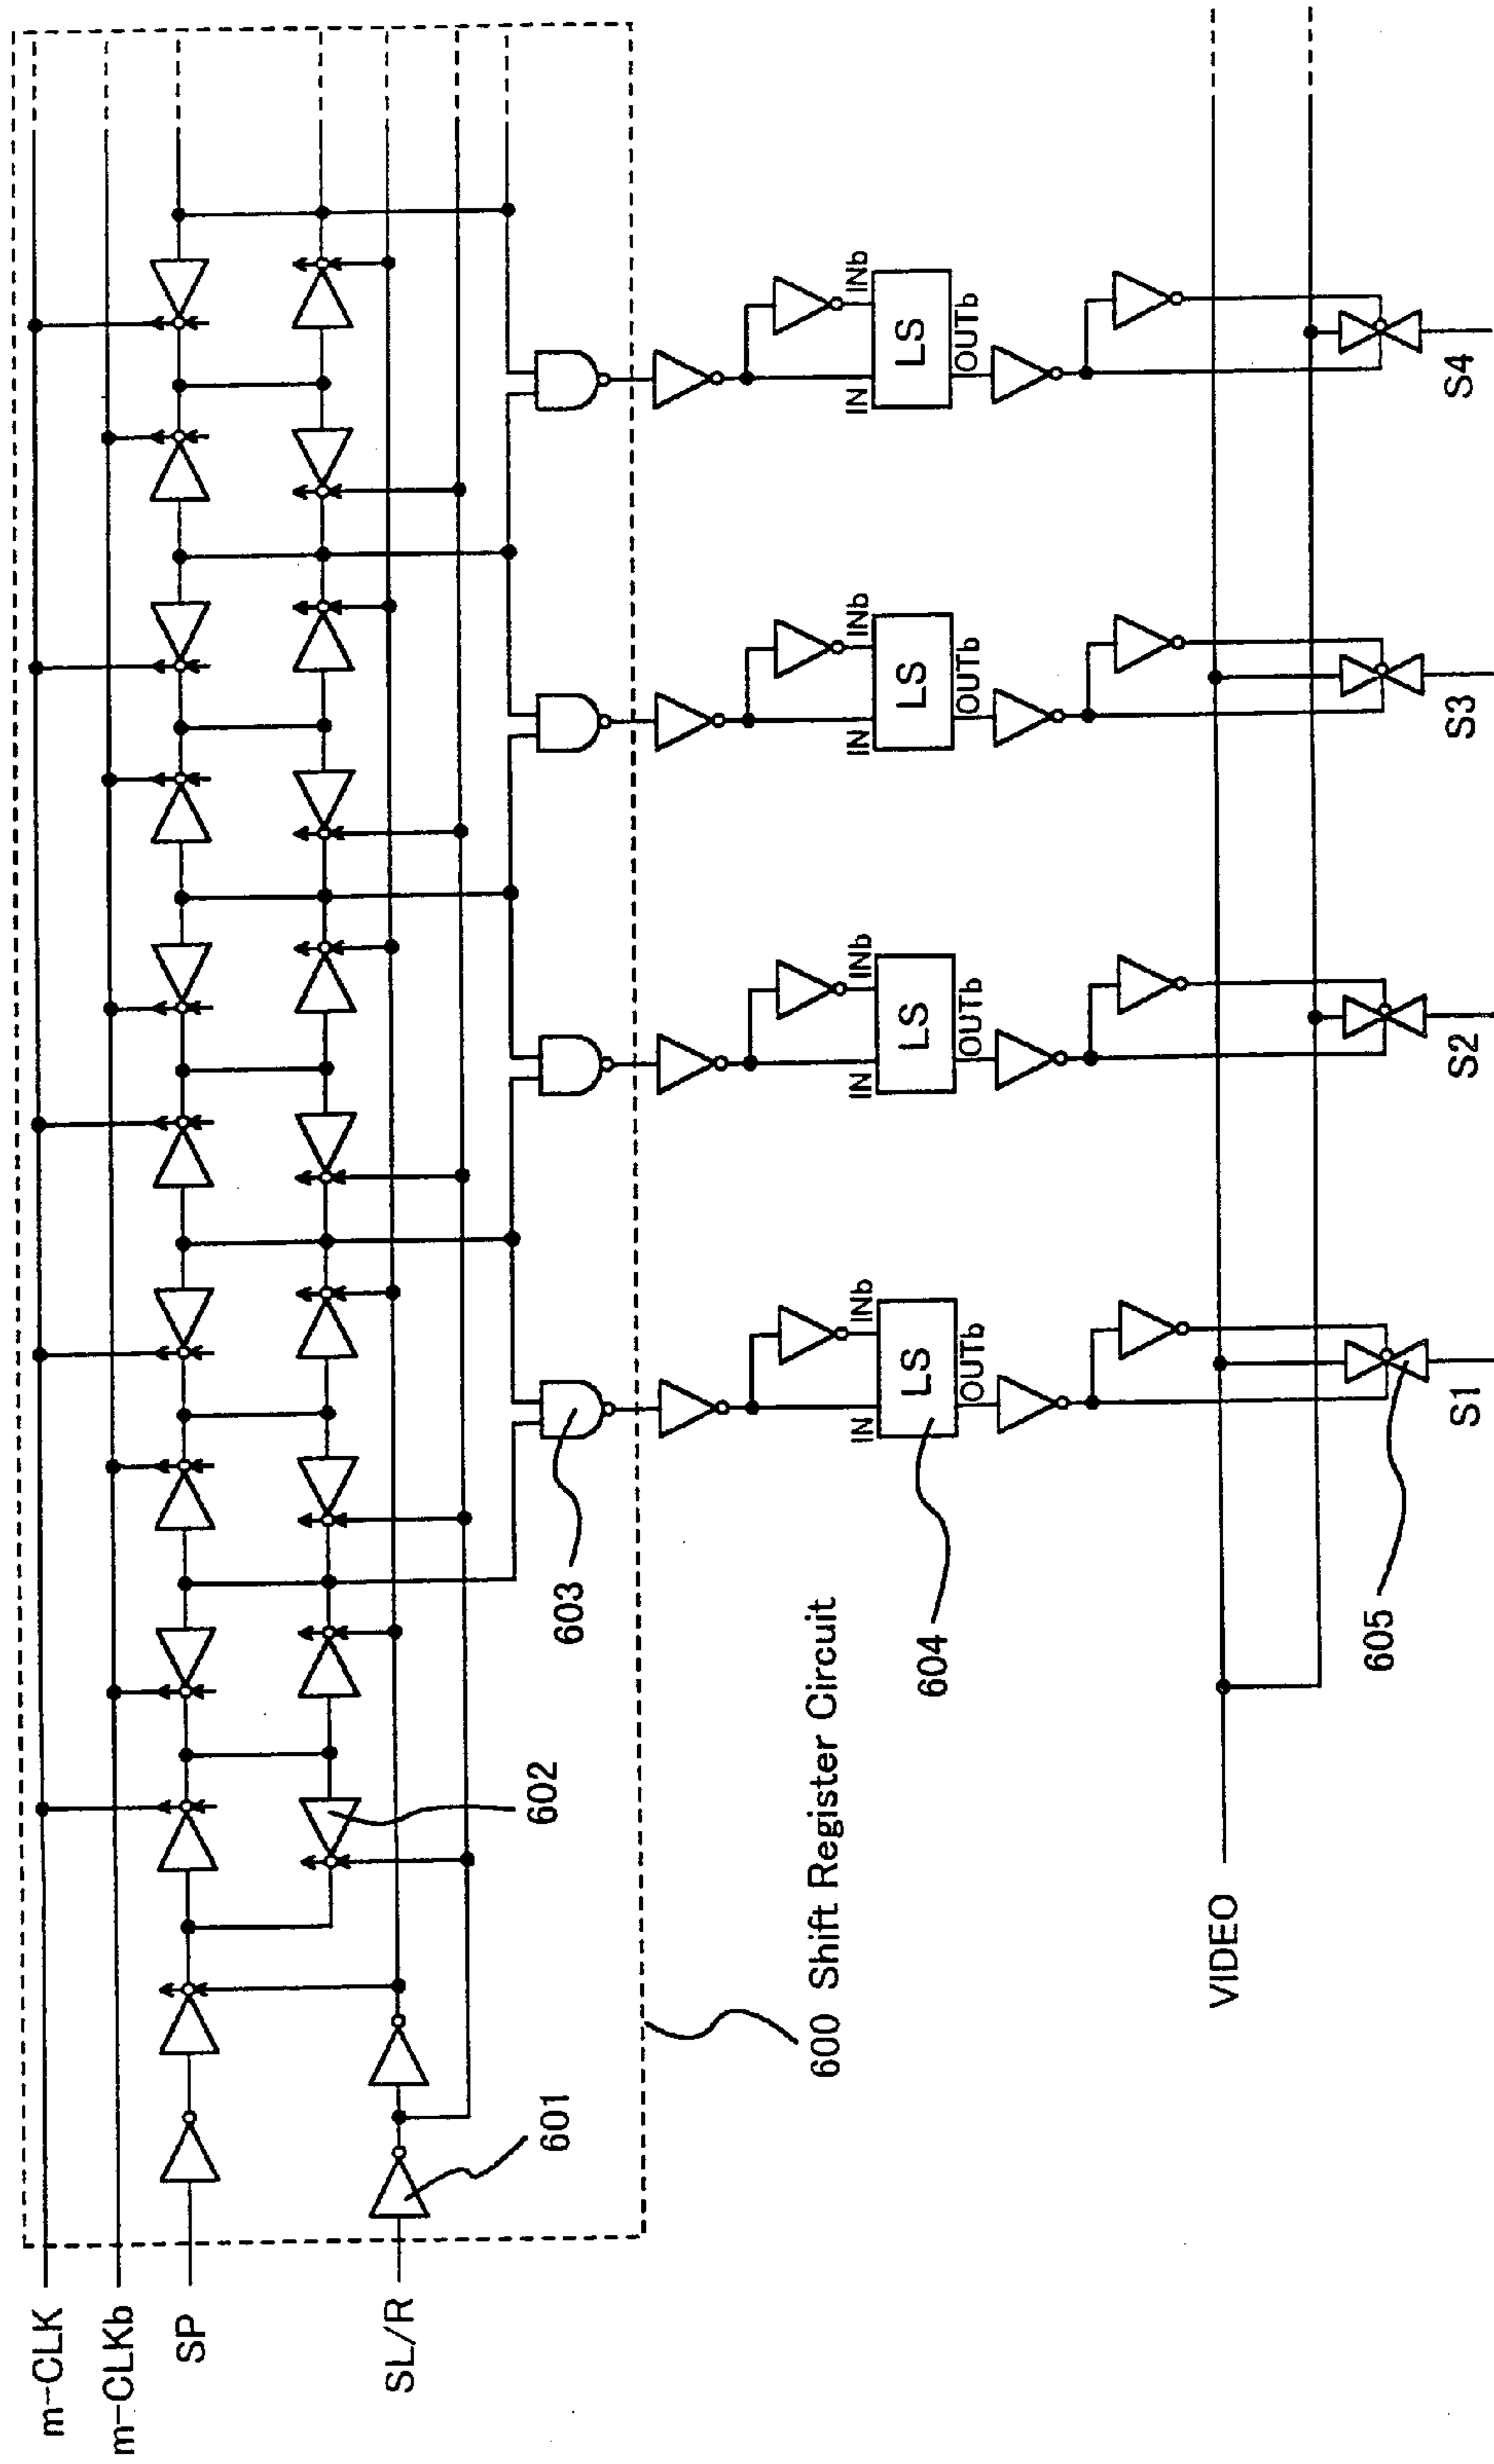 m-CLK
m-CLKb
SP
SL/R
601
602
603
600 Shift Register Circuit
IN
INb
LS
OUTb
604
IN
INb
LS
OUTb
IN
INb
LS
OUTb
IN
INb
LS
OUTb
VIDEO
605
S1
S2
S3
S4